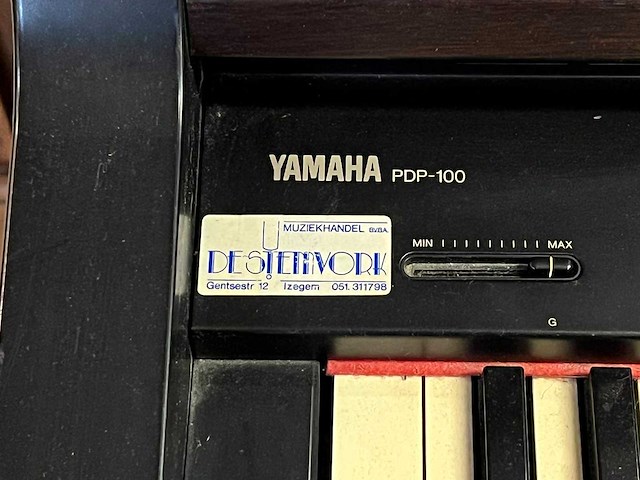 YAMAHA PDP-100
MUZIEKHANDEL BVBA
DE STEMVORK
Gentsestr 12 Izegem 051.311798
MIN MAX
G